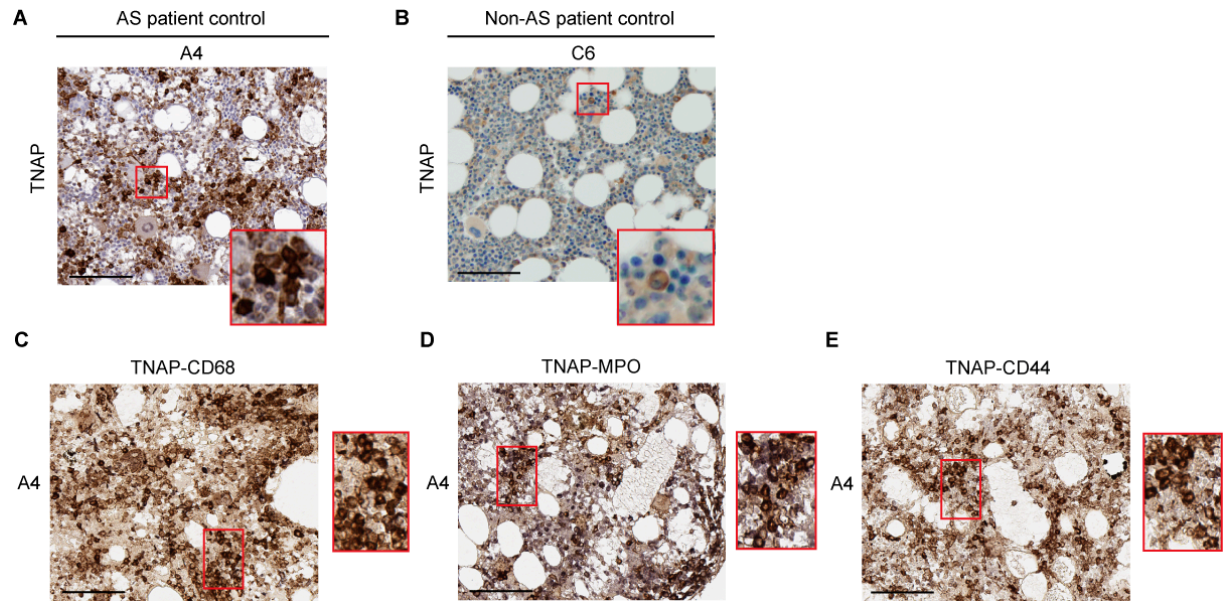 A
AS patient control
A4
TNAP
B
Non-AS patient control
C6
TNAP
C
TNAP-CD68
A4
D
TNAP-MPO
A4
E
TNAP-CD44
A4